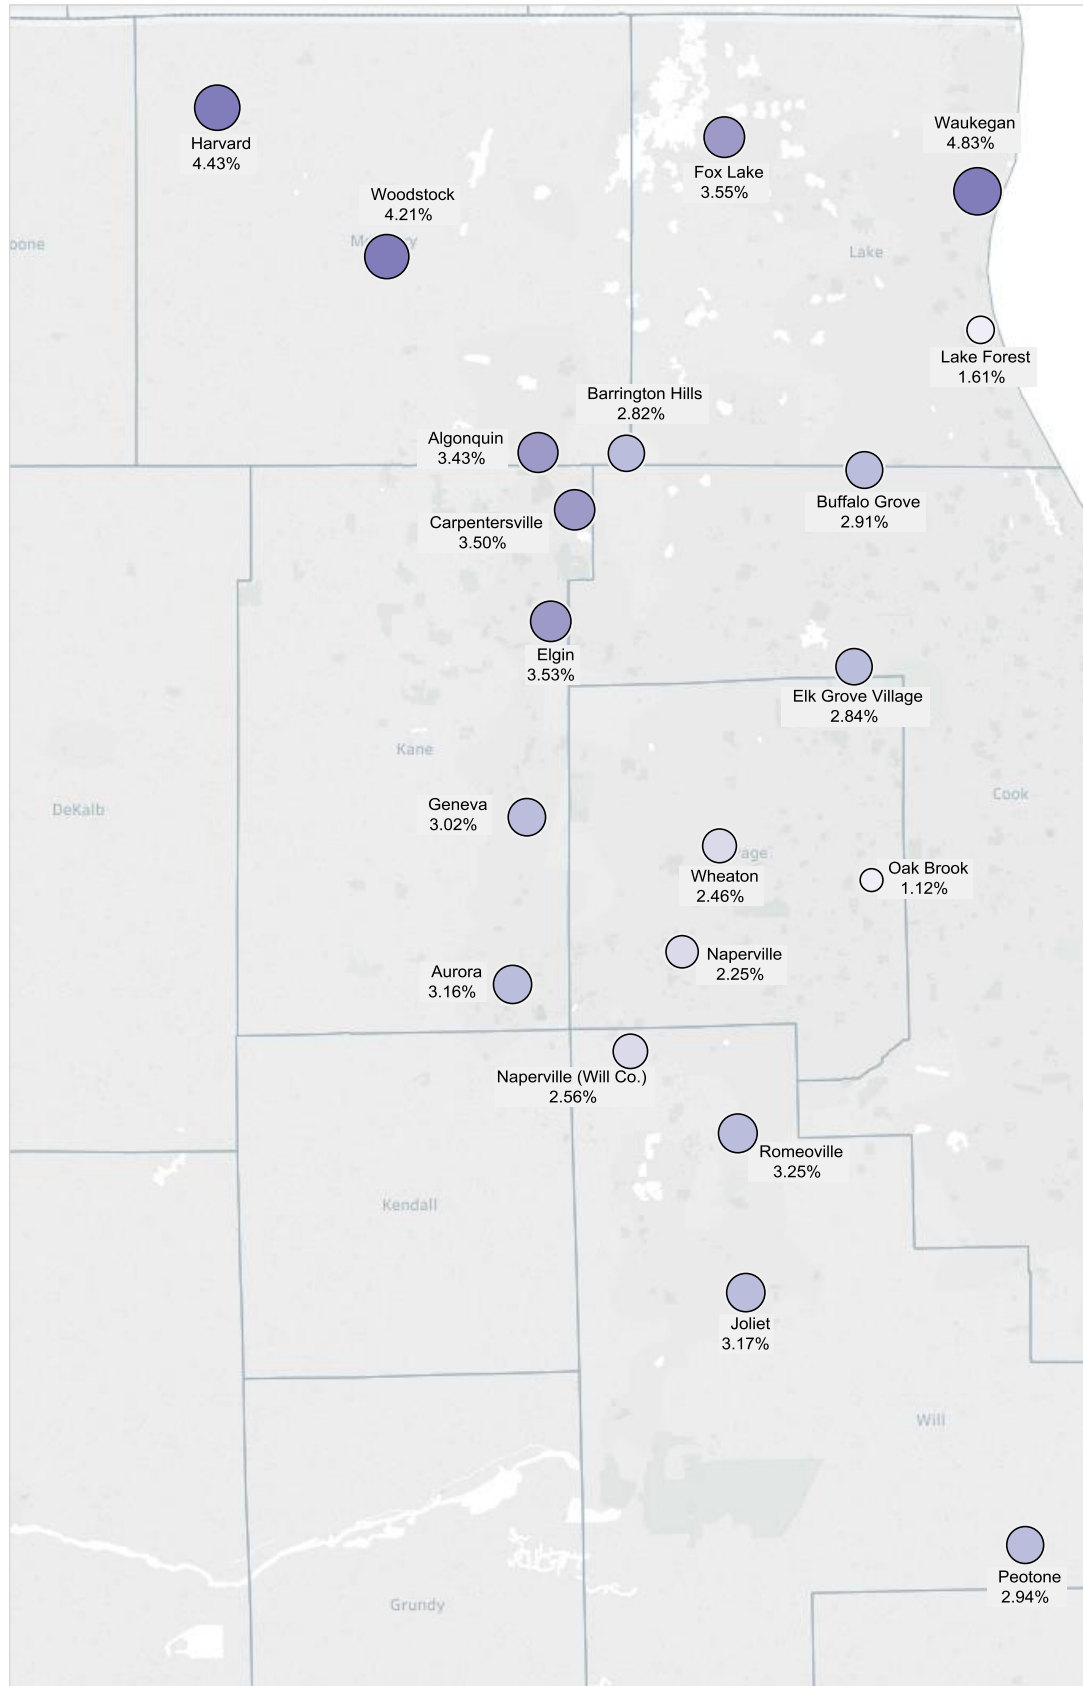 Harvard
4.43%
Woodstock
4.21%
Fox Lake
3.55%
Waukegan
4.83%
Lake
Lake Forest
1.61%
Barrington Hills
2.82%
Algonquin
3.43%
Carpentersville
3.50%
Buffalo Grove
2.91%
Elgin
3.53%
Elk Grove Village
2.84%
Kane
DeKalb
Cook
Geneva
3.02%
Wheaton
2.46%
age
Oak Brook
1.12%
Naperville
2.25%
Aurora
3.16%
Naperville (Will Co.)
2.56%
Romeoville
3.25%
Kendall
Joliet
3.17%
Will
Peotone
2.94%
Grundy